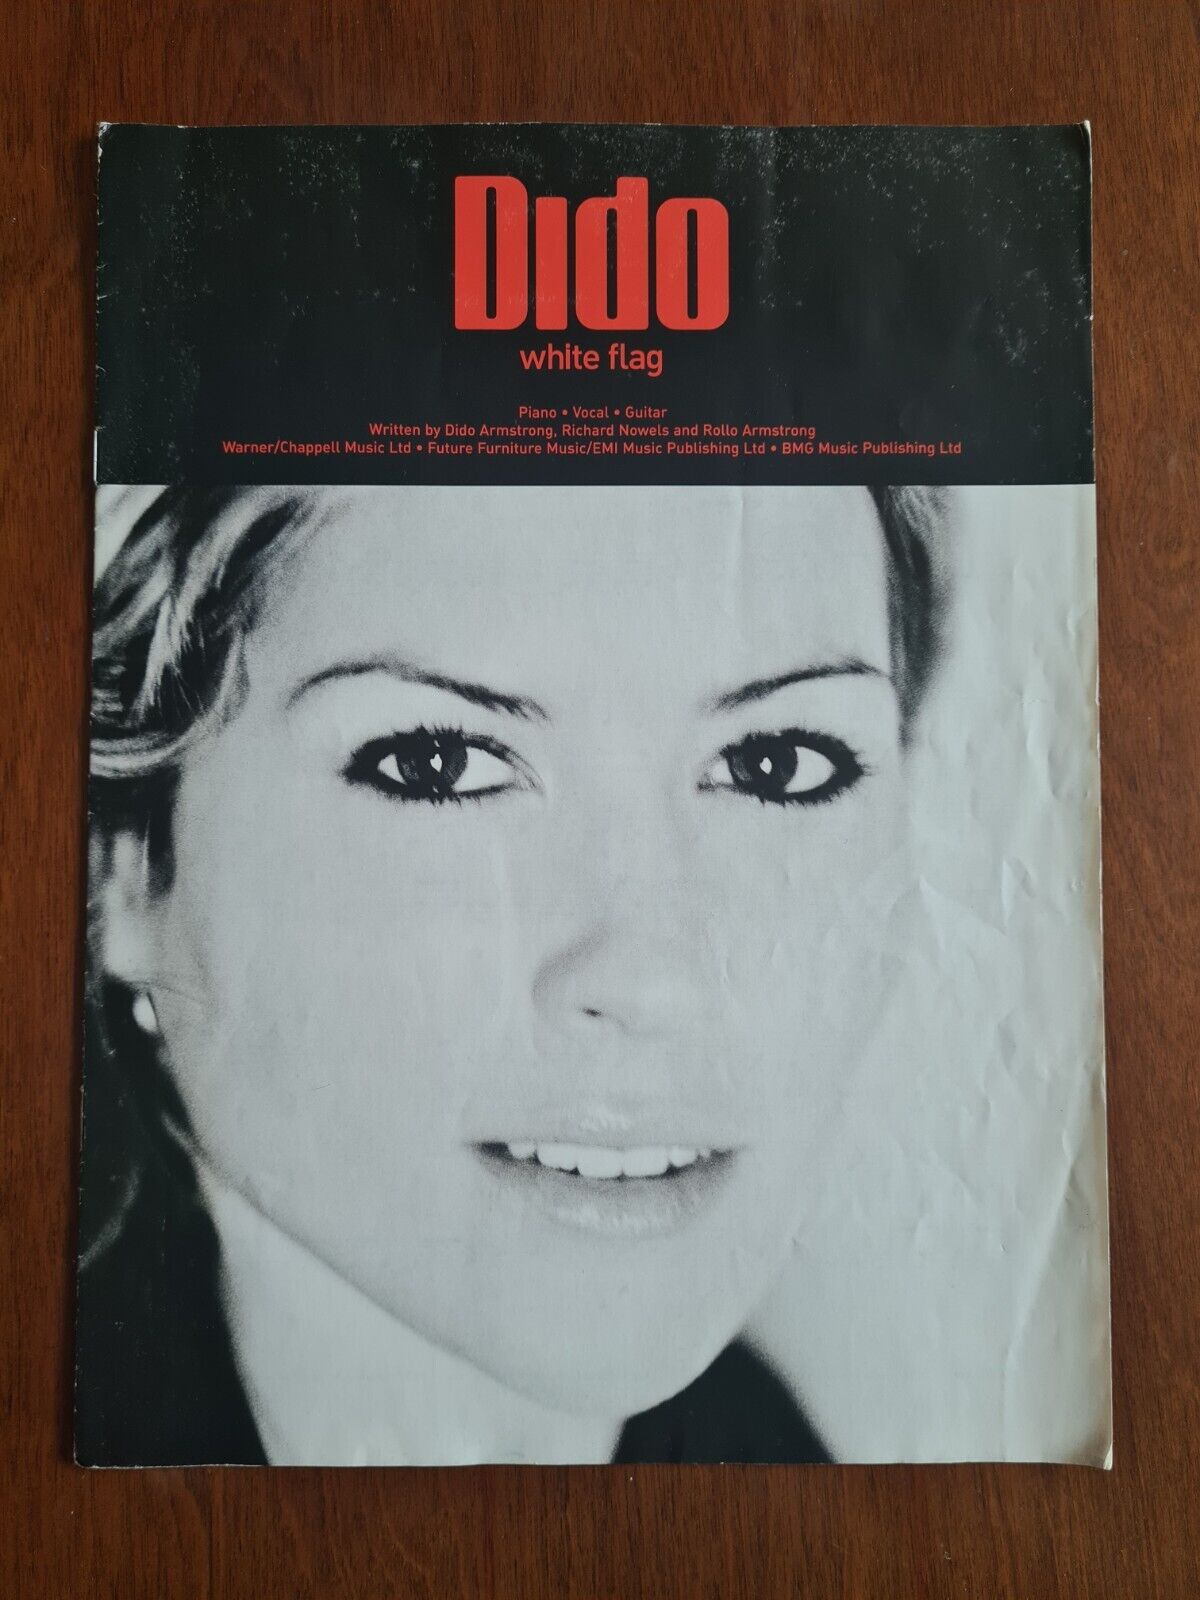 Dido
white flag
Piano • Vocal • Guitar
Written by Dido Armstrong, Richard Nowels and Rollo Armstrong
Warner/Chappell Music Ltd • Future Furniture Music/EMI Music Publishing Ltd • BMG Music Publishing Ltd